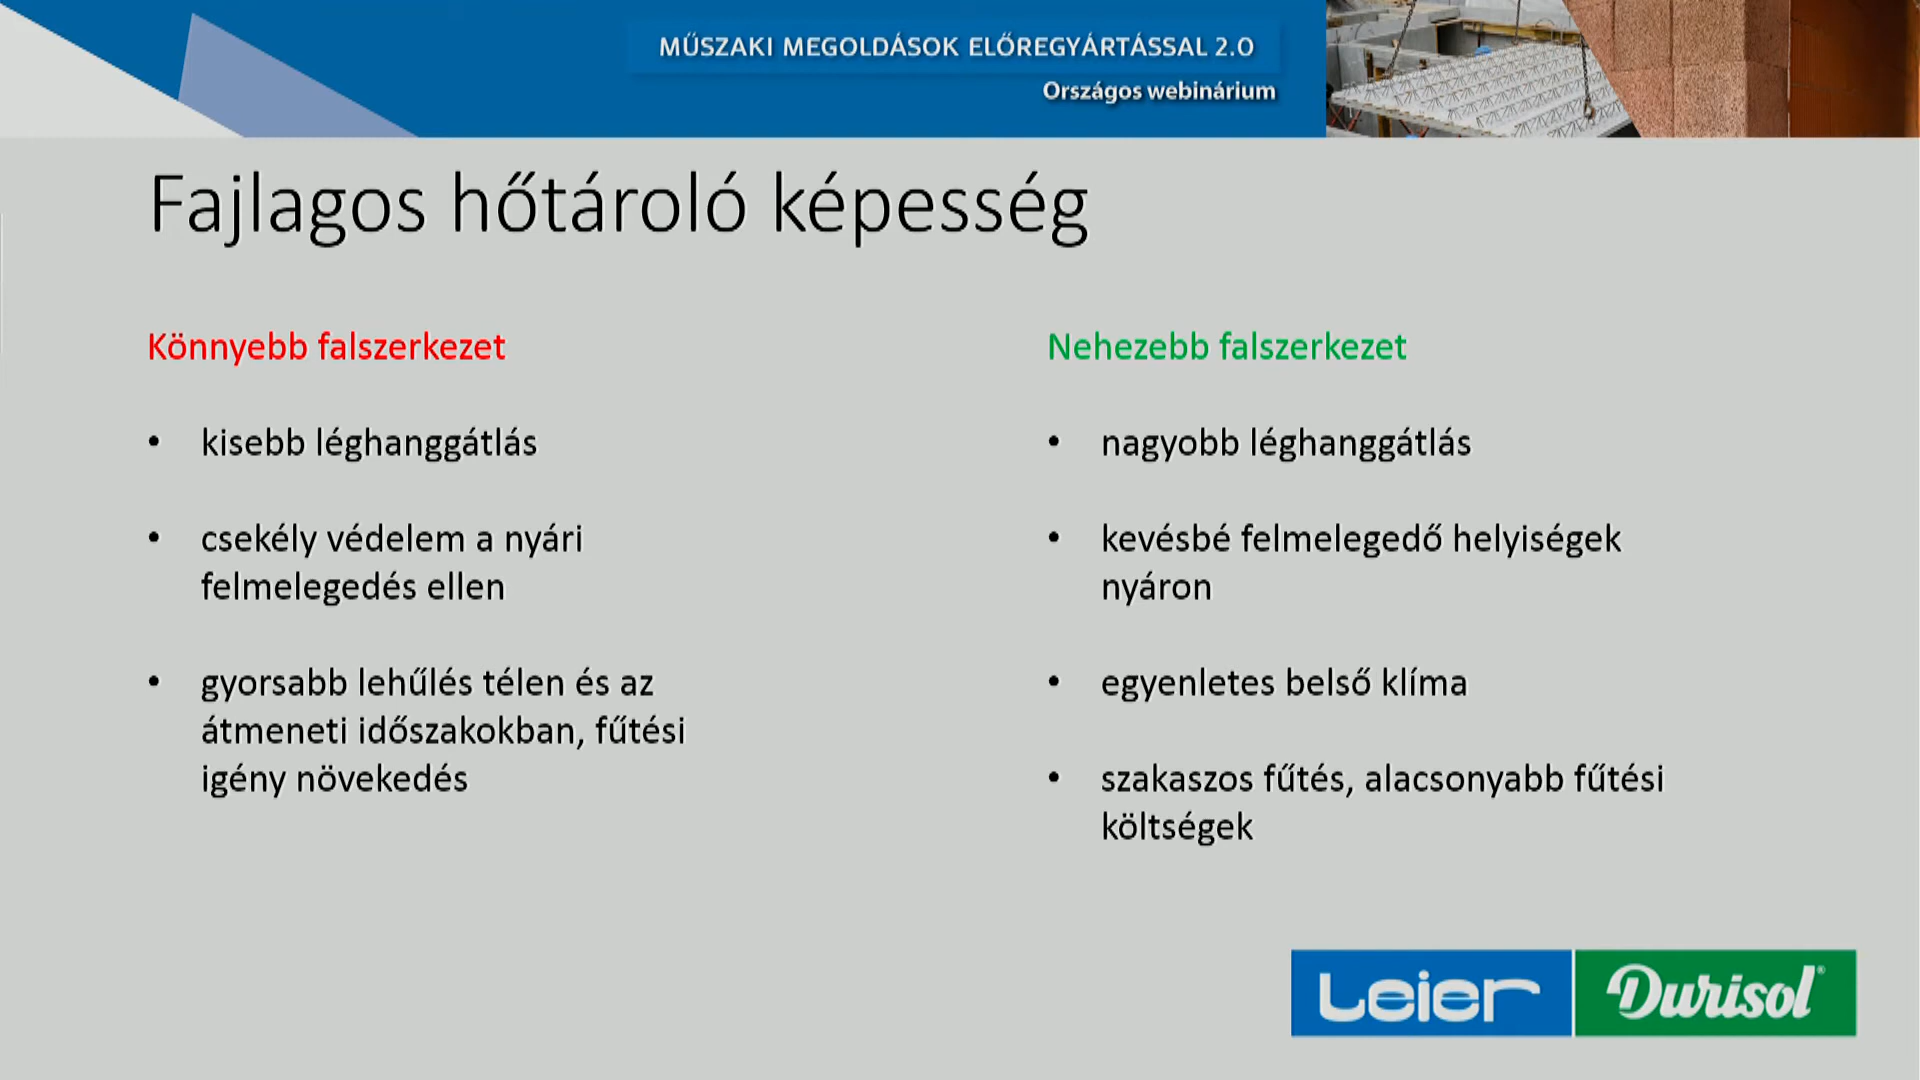 MŰSZAKI MEGOLDÁSOK ELŐREGYÁRTÁSSAL 2.0
Országos webinárium
Fajlagos hőtároló képesség
Könnyebb falszerkezet
• kisebb léghanggátlás
• csekély védelem a nyári
felmelegedés ellen
• gyorsabb lehűlés télen és az
átmeneti időszakokban, fűtési
igény növekedés
Nehezebb falszerkezet
• nagyobb léghanggátlás
• kevésbé felmelegedő helyiségek
nyáron
• egyenletes belső klíma
• szakaszos fűtés, alacsonyabb fűtési
költségek
Leier
Durisol®